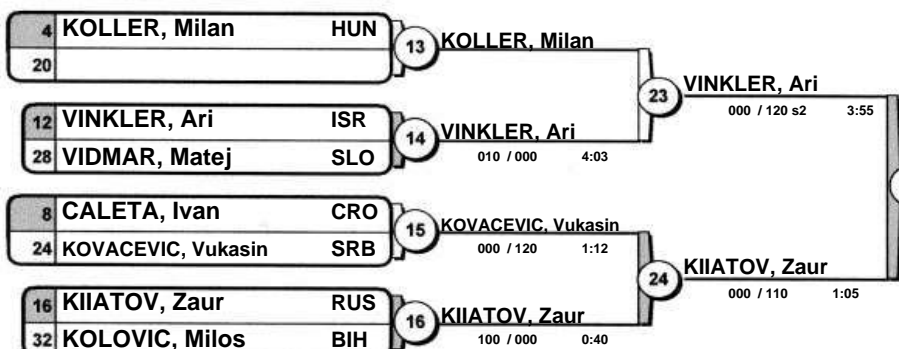 4 KOLLER, Milan HUN
20
13 KOLLER, Milan
12 VINKLER, Ari ISR
28 VIDMAR, Matej SLO
14 VINKLER, Ari
010 / 000 4:03
23 VINKLER, Ari
000 / 120 s2 3:55
8 CALETA, Ivan CRO
24 KOVACEVIC, Vukasin SRB
15 KOVACEVIC, Vukasin
000 / 120 1:12
16 KIIATOV, Zaur RUS
32 KOLOVIC, Milos BIH
16 KIIATOV, Zaur
100 / 000 0:40
24 KIIATOV, Zaur
000 / 110 1:05